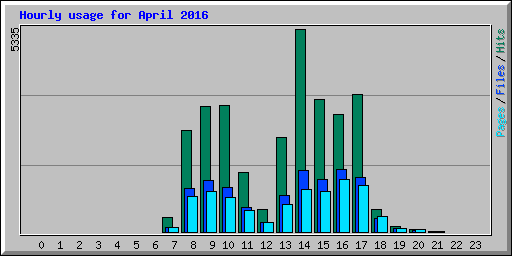 Hourly usage for April 2016
5335
Pages/Files/Hits
0 1 2 3 4 5 6 7 8 9 10 11 12 13 14 15 16 17 18 19 20 21 22 23